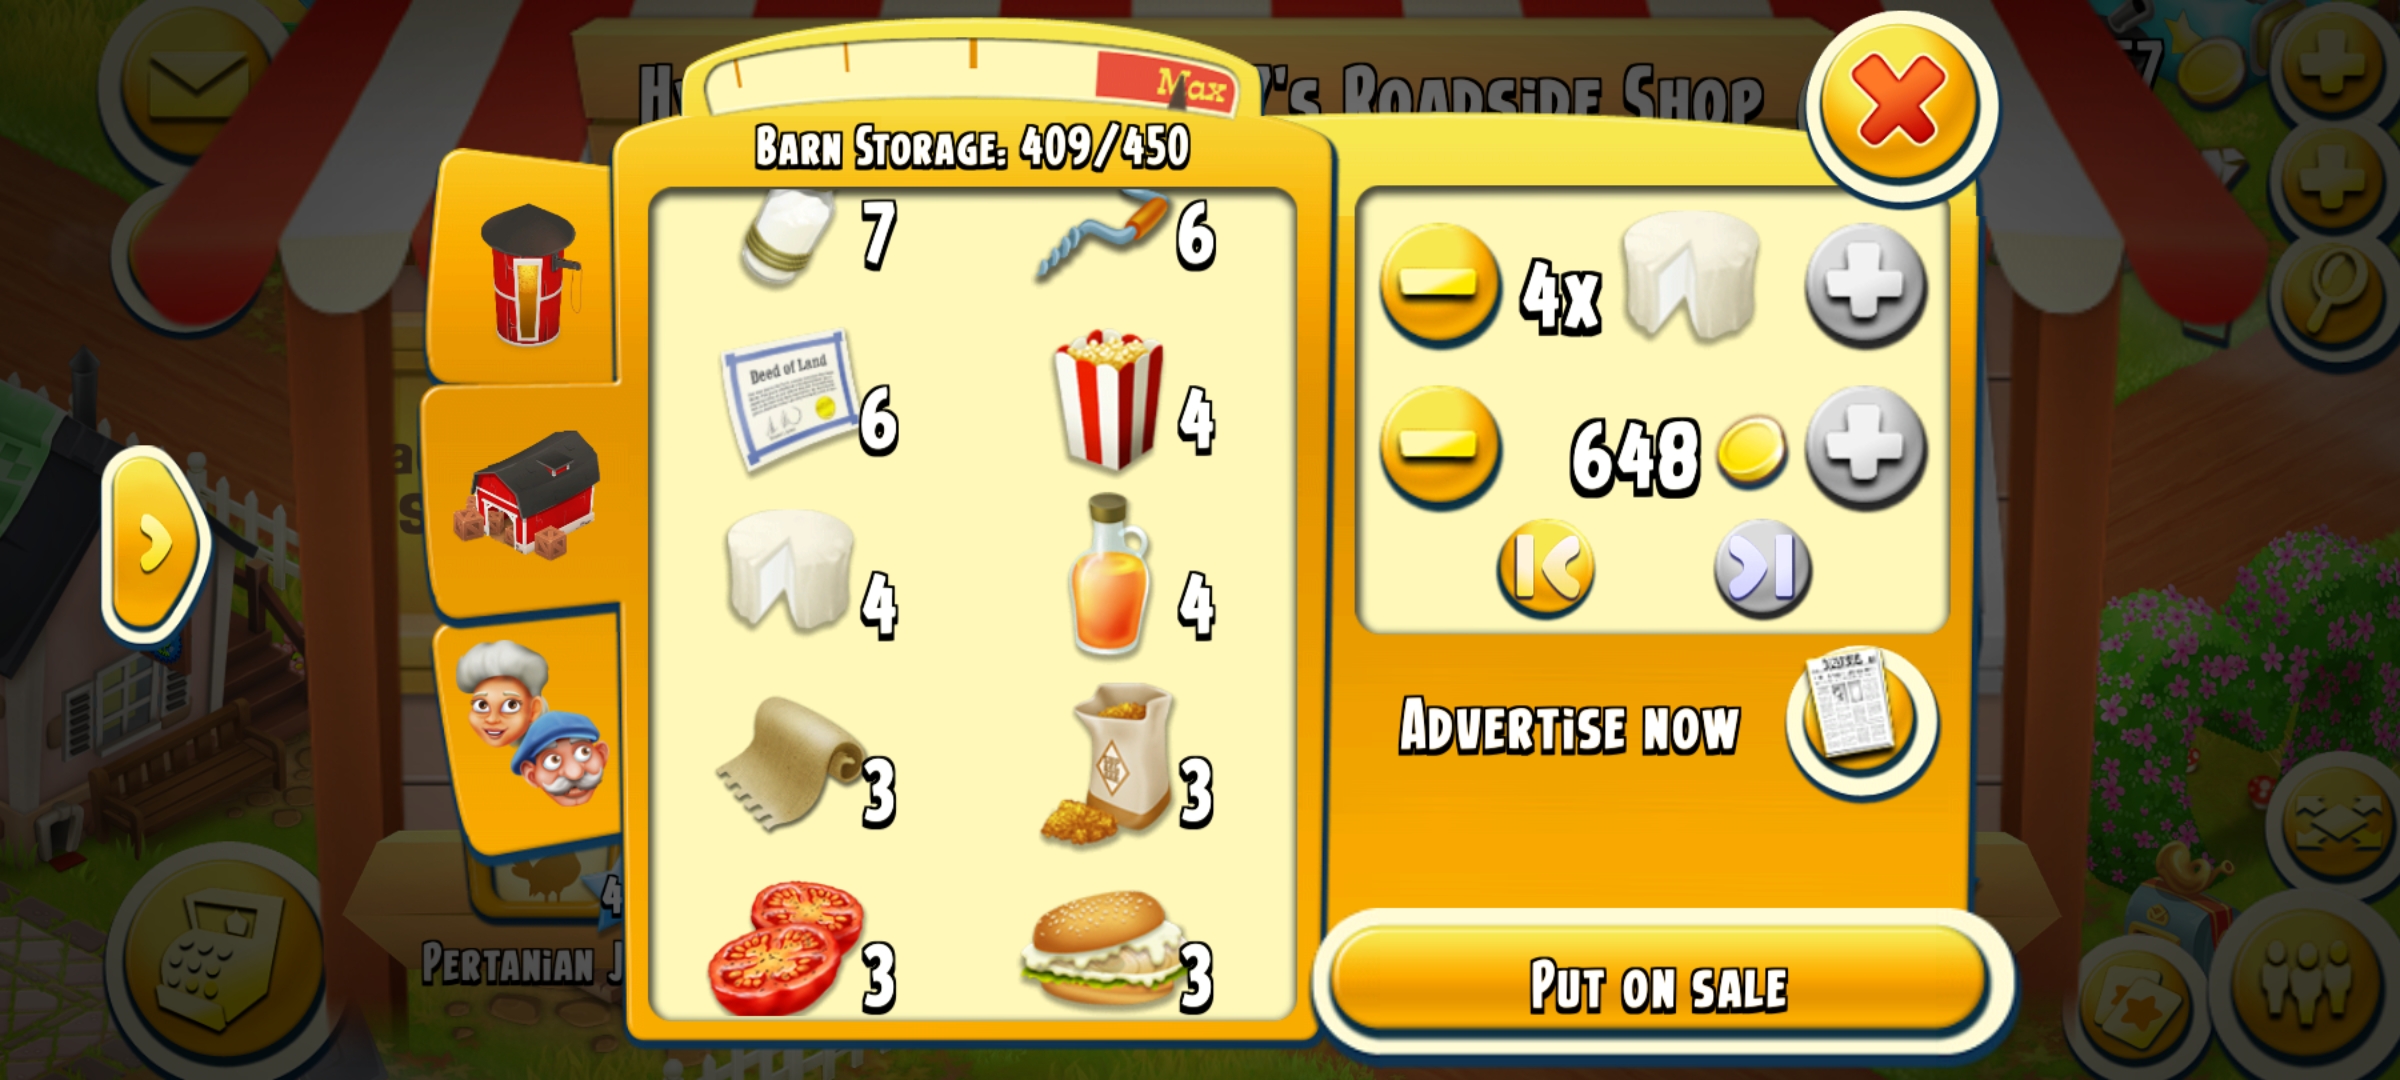 'S ROADSIDE SHOP
Max
BARN STORAGE: 409/450
7
6
Deed of Land
6
4
4
4
3
3
3
3
4x
648
ADVERTISE NOW
PUT ON SALE
PERTANIAN J